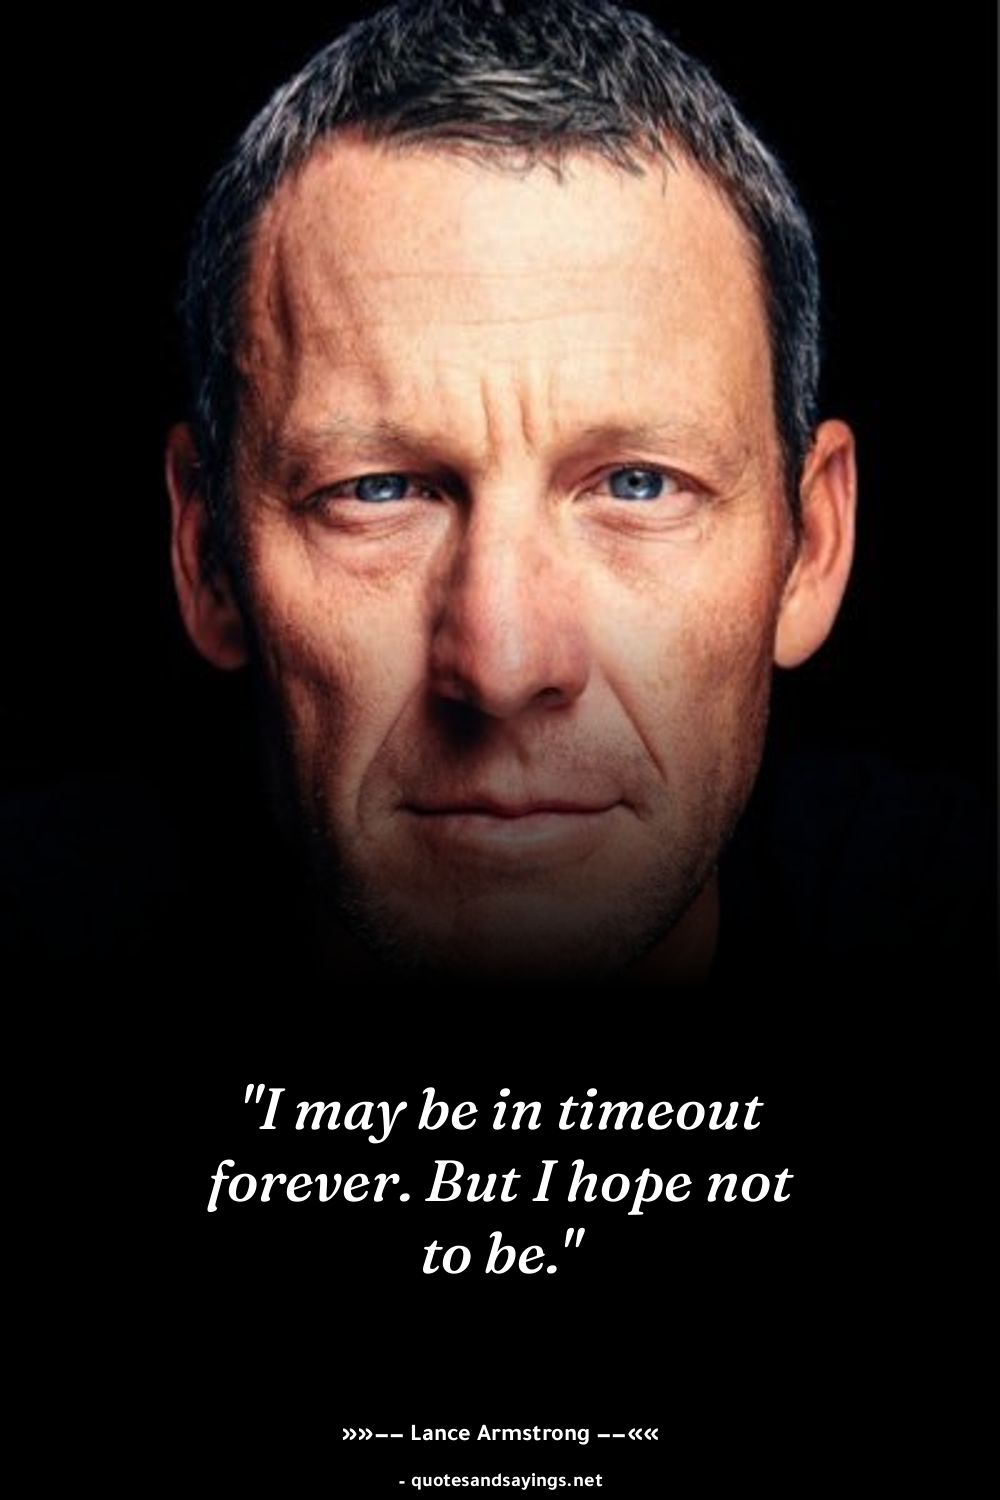 "I may be in timeout
forever. But I hope not
to be."
»»–– Lance Armstrong ––««
- quotesandsayings.net